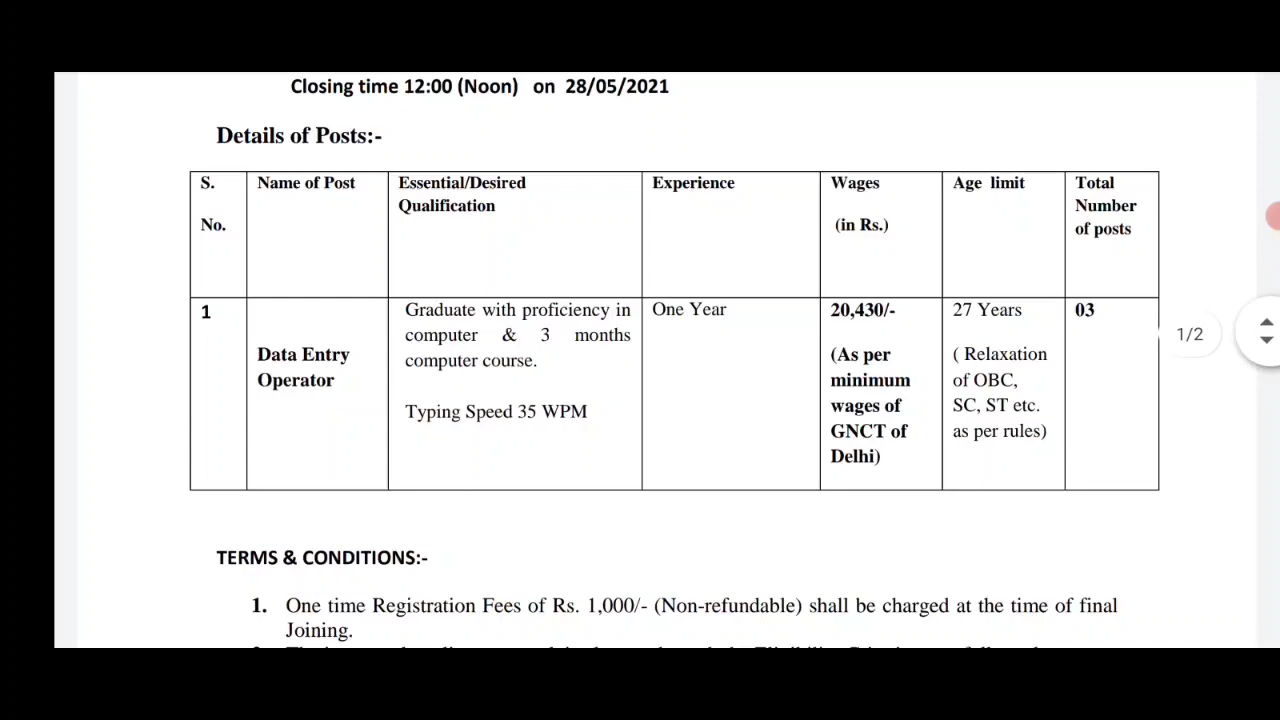 Closing time 12:00 (Noon) on 28/05/2021
Details of Posts:-
S.
No.
Name of Post
Essential/Desired
Qualification
Experience
Wages
(in Rs.)
Age limit
Total
Number
of posts
1
Data Entry
Operator
Graduate with proficiency in
computer & 3 months
computer course.
Typing Speed 35 WPM
One Year
20,430/-
(As per
minimum
wages of
GNCT of
Delhi)
27 Years
( Relaxation
of OBC,
SC, ST etc.
as per rules)
03
1/2
TERMS & CONDITIONS:-
1. One time Registration Fees of Rs. 1,000/- (Non-refundable) shall be charged at the time of final
Joining.